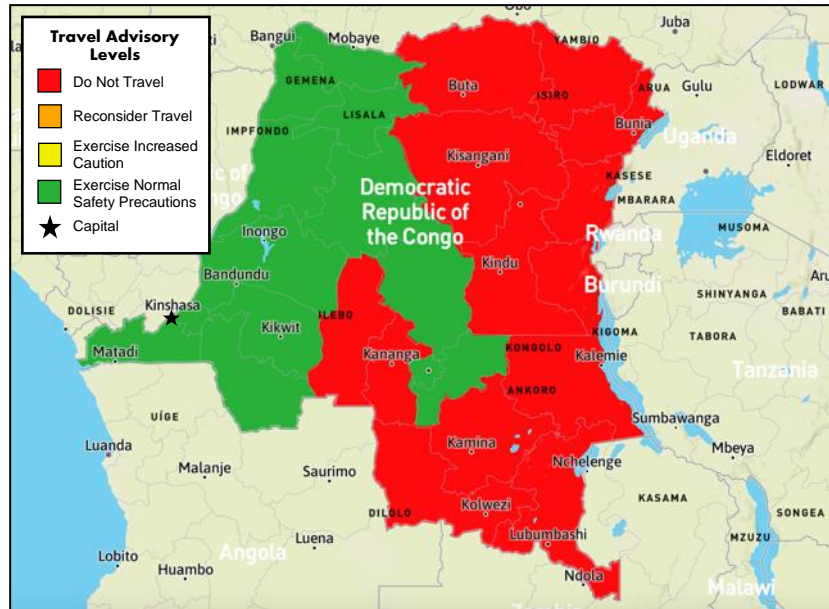 Travel Advisory
Levels
Do Not Travel
Reconsider Travel
Exercise Increased
Caution
Exercise Normal
Safety Precautions
Capital
Bangui
Mobaye
YAMBIO
Juba
GEMENA
Buta
ISIRO
ARUA
Gulu
LODWAR
LISALA
IMPFONDO
Bunia
Uganda
Kisangani
Eldoret
KASESE
MBARARA
Democratic
Republic of
the Congo
Rwanda
MUSOMA
Inongo
Kindu
Bandundu
Burundi
SHINYANGA
Kinshasa
BABATI
DOLISIE
ILEBO
KIGOMA
TABORA
Kikwit
KONGOLO
Matadi
Kananga
Kalemie
Tanzania
ANKORO
UÍGE
Sumbawanga
Luanda
Kamina
Mbeya
Malanje
Saurimo
Nchelenge
KASAMA
Kolwezi
DILOLO
SONGEA
Lubumbashi
Luena
MZUZU
Angola
Lobito
Huambo
Ndola
Malawi